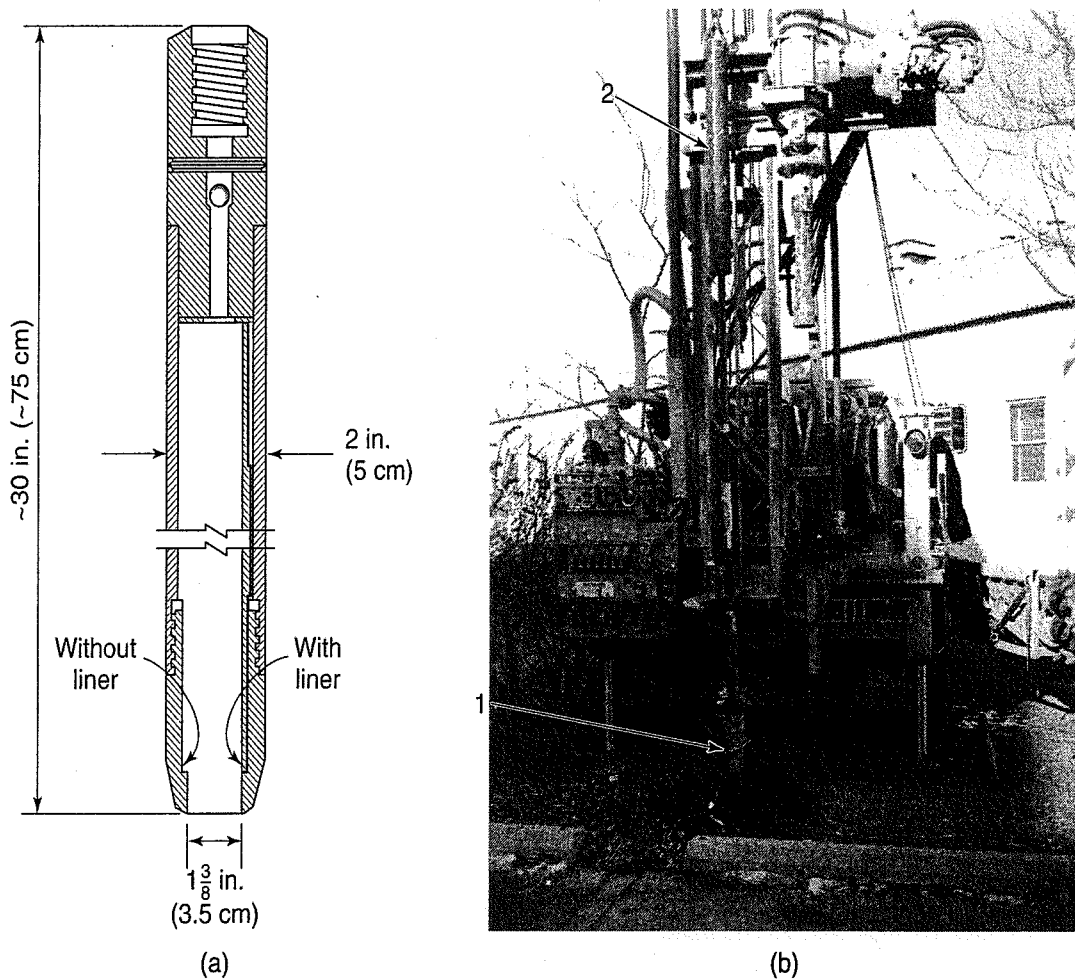 ~30 in. (~75 cm)
2 in.
(5 cm)
Without
liner
With
liner
1 3/8 in.
(3.5 cm)
(a)
2
1
(b)